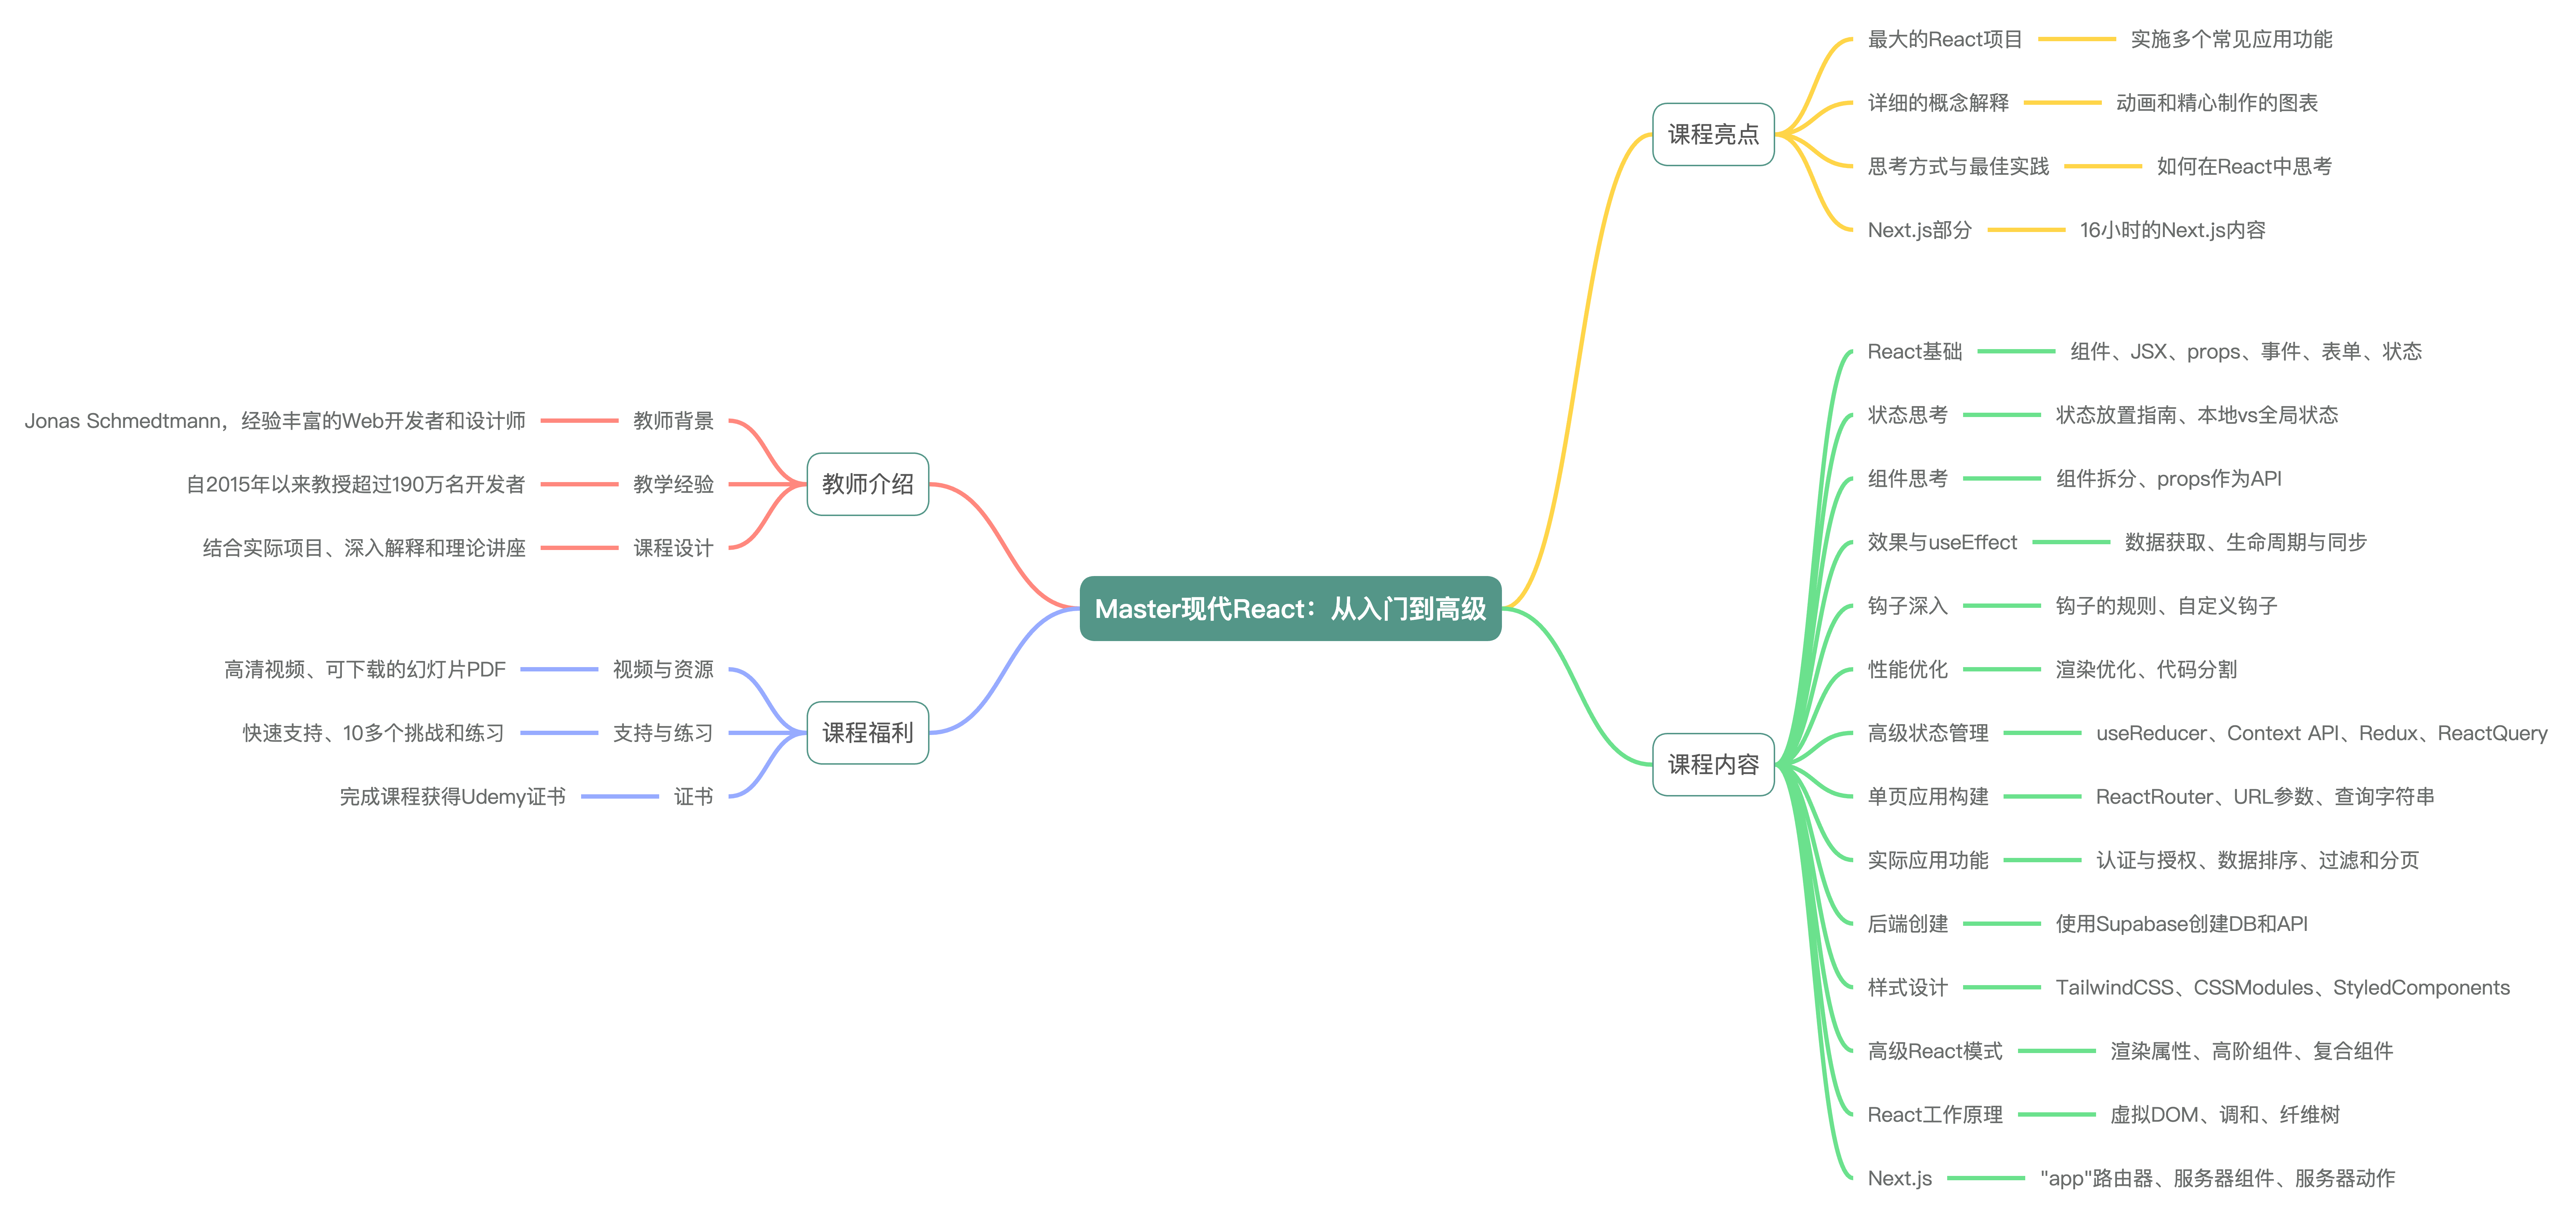 Master现代React：从入门到高级
课程亮点
最大的React项目
实施多个常见应用功能
详细的概念解释
动画和精心制作的图表
思考方式与最佳实践
如何在React中思考
Next.js部分
16小时的Next.js内容
课程内容
React基础
组件、JSX、props、事件、表单、状态
状态思考
状态放置指南、本地vs全局状态
组件思考
组件拆分、props作为API
效果与useEffect
数据获取、生命周期与同步
钩子深入
钩子的规则、自定义钩子
性能优化
渲染优化、代码分割
高级状态管理
useReducer、Context API、Redux、ReactQuery
单页应用构建
ReactRouter、URL参数、查询字符串
实际应用功能
认证与授权、数据排序、过滤和分页
后端创建
使用Supabase创建DB和API
样式设计
TailwindCSS、CSSModules、StyledComponents
高级React模式
渲染属性、高阶组件、复合组件
React工作原理
虚拟DOM、调和、纤维树
Next.js
"app"路由器、服务器组件、服务器动作
教师介绍
教师背景
Jonas Schmedtmann，经验丰富的Web开发者和设计师
教学经验
自2015年以来教授超过190万名开发者
课程设计
结合实际项目、深入解释和理论讲座
课程福利
视频与资源
高清视频、可下载的幻灯片PDF
支持与练习
快速支持、10多个挑战和练习
证书
完成课程获得Udemy证书